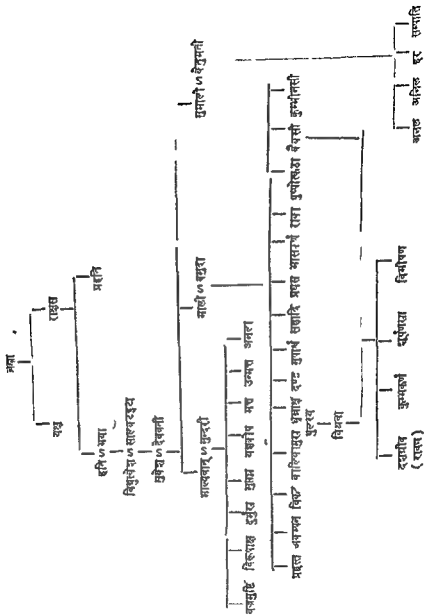 ब्रह्मा
यक्ष राक्षस
हेति ऽ भया प्रहेति
विद्युत्केश ऽ सालकटङ्कटा
सुकेश ऽ देववती
माल्यवान् ऽ सुन्दरी माली ऽ वसुदा सुमाली ऽ केतुमती
वज्रमुष्टि विरूपाक्ष दुर्मुख सुप्तघ्न यज्ञकोप मत्त उन्मत्त अनला
प्रहस्त अकम्पन विकट कालिकामुख धूम्राक्ष दण्ड सुपार्श्व संह्रादि प्रघस भासकर्ण राका पुष्पोत्कटा कैकसी कुम्भीनसी
अनल अनिल हर सम्पाति
पुलस्त्य
विश्रवा
दशग्रीव कुम्भकर्ण शूर्पणखा विभीषण
(रावण)